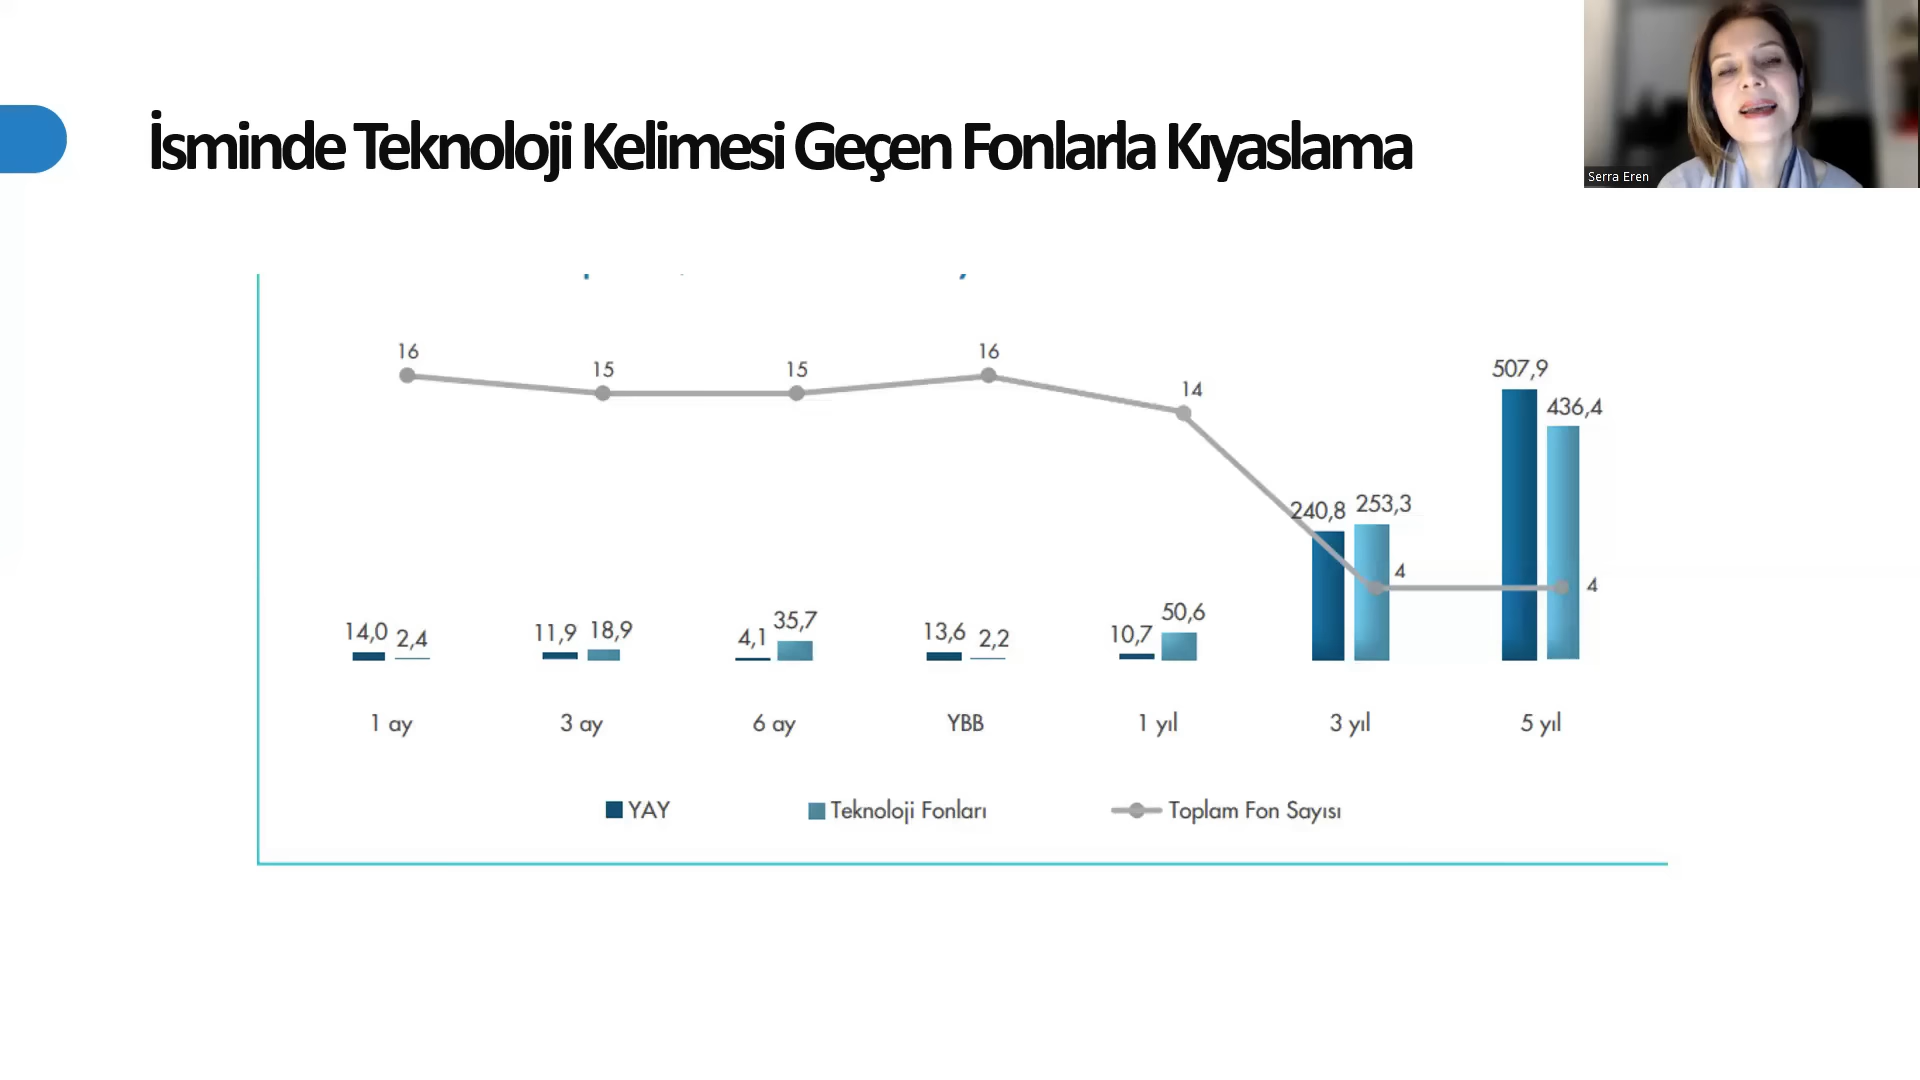 İsminde Teknoloji Kelimesi Geçen Fonlarla Kıyaslama
Serra Eren
16
15
15
16
14
4
4
14,0 2,4
11,9 18,9
4,1 35,7
13,6 2,2
10,7 50,6
240,8 253,3
507,9 436,4
1 ay
3 ay
6 ay
YBB
1 yıl
3 yıl
5 yıl
YAY
Teknoloji Fonları
Toplam Fon Sayısı